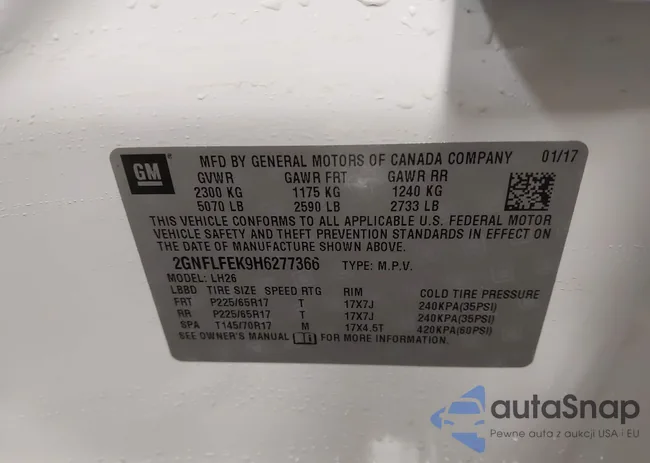 GM
MFD BY GENERAL MOTORS OF CANADA COMPANY 01/17
GVWR GAWR FRT GAWR RR
2300 KG 1175 KG 1240 KG
5070 LB 2590 LB 2733 LB
THIS VEHICLE CONFORMS TO ALL APPLICABLE U.S. FEDERAL MOTOR
VEHICLE SAFETY AND THEFT PREVENTION STANDARDS IN EFFECT ON
THE DATE OF MANUFACTURE SHOWN ABOVE.
2GNFLFEK9H6277366 TYPE: M.P.V.
MODEL: LH26
LBBD TIRE SIZE SPEED RTG RIM COLD TIRE PRESSURE
FRT P225/65R17 T 17X7J 240KPA(35PSI)
RR P225/65R17 T 17X7J 240KPA(35PSI)
SPA T145/70R17 M 17X4.5T 420KPA(60PSI)
SEE OWNER'S MANUAL FOR MORE INFORMATION.
autaSnap
Pewne auta z aukcji USA i EU